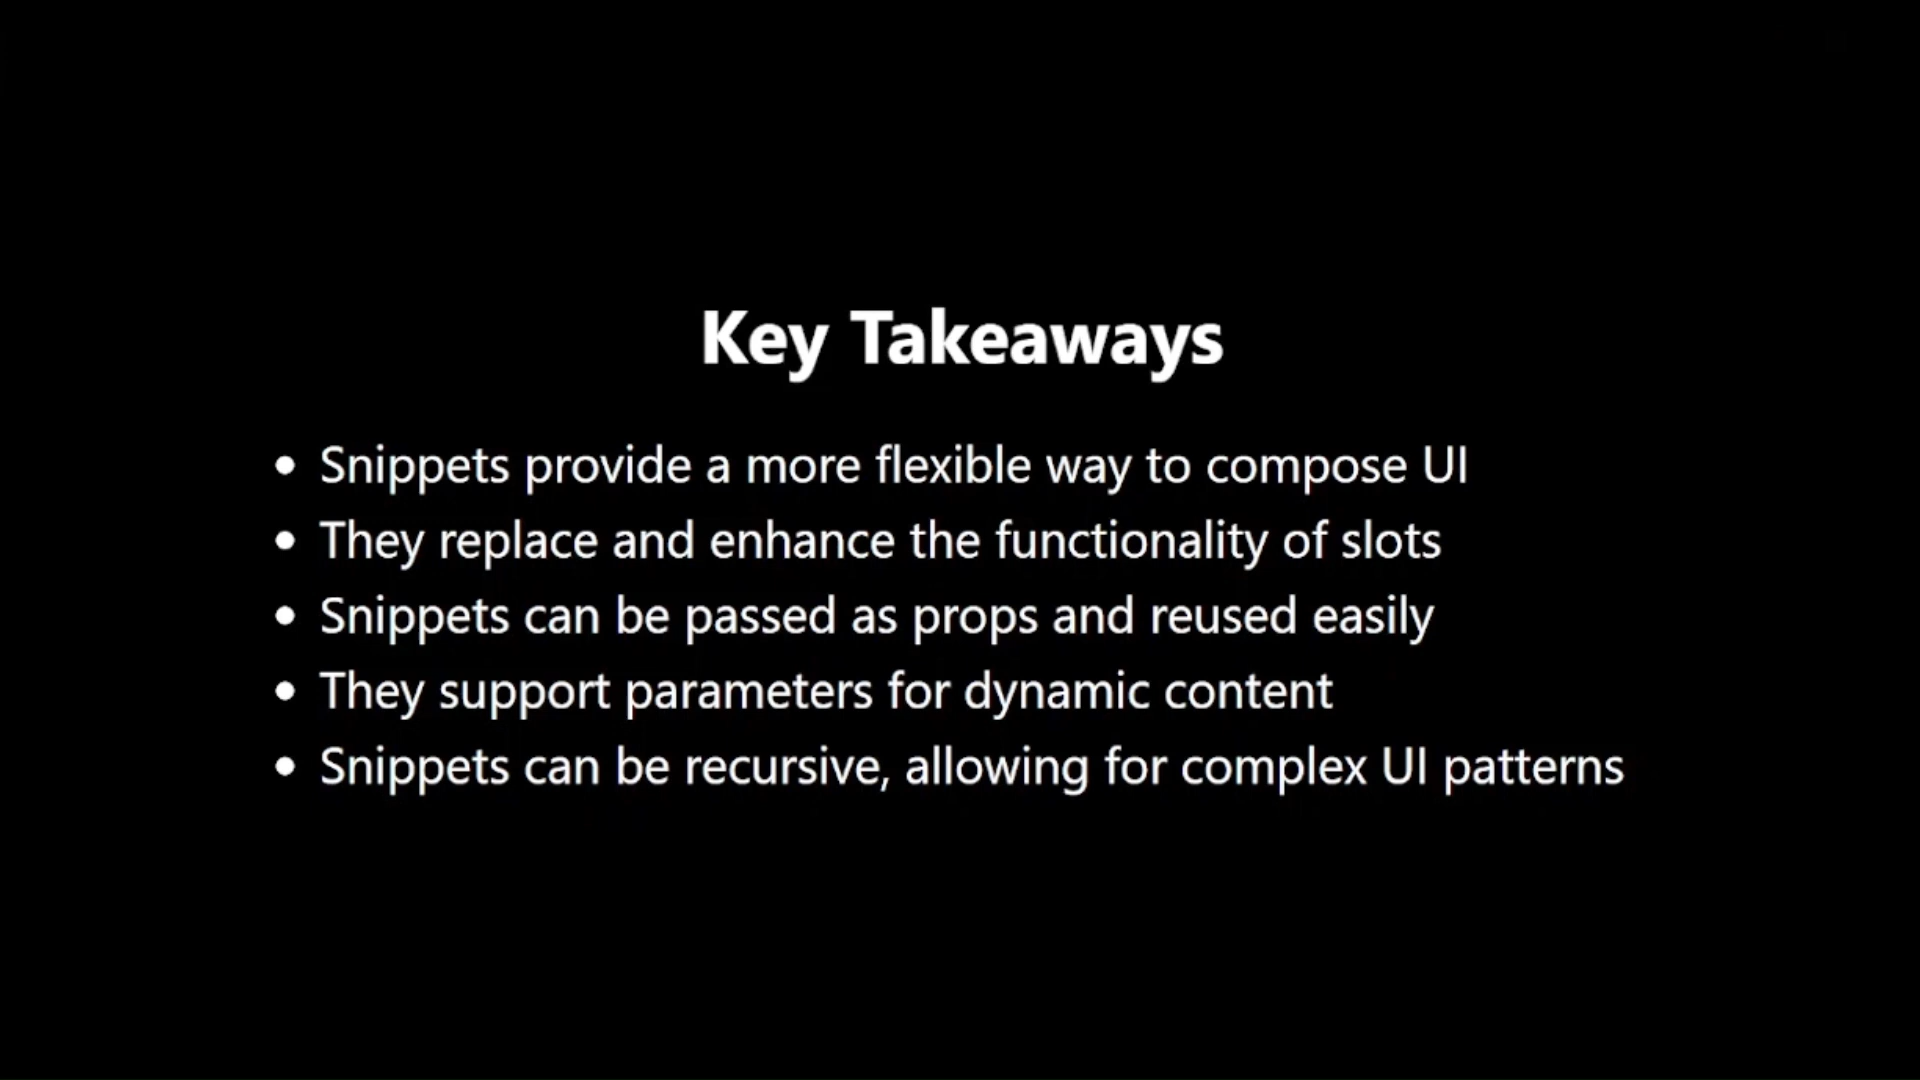 Key Takeaways
• Snippets provide a more flexible way to compose UI
• They replace and enhance the functionality of slots
• Snippets can be passed as props and reused easily
• They support parameters for dynamic content
• Snippets can be recursive, allowing for complex UI patterns